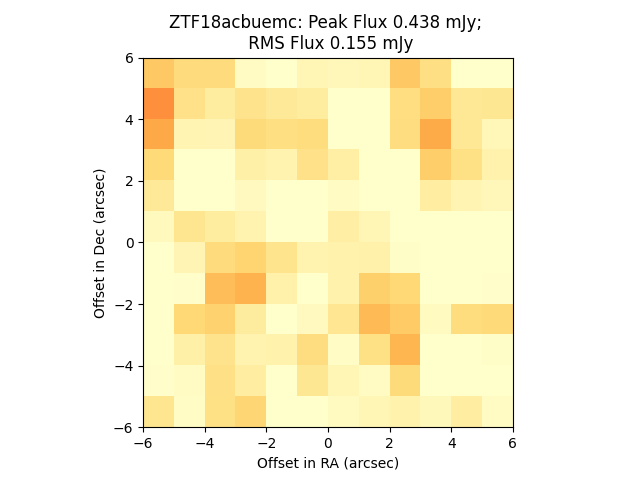 ZTF18acbuemc: Peak Flux 0.438 mJy;
RMS Flux 0.155 mJy
6
4
2
0
−2
−4
−6
Offset in Dec (arcsec)
−6 −4 −2 0 2 4 6
Offset in RA (arcsec)